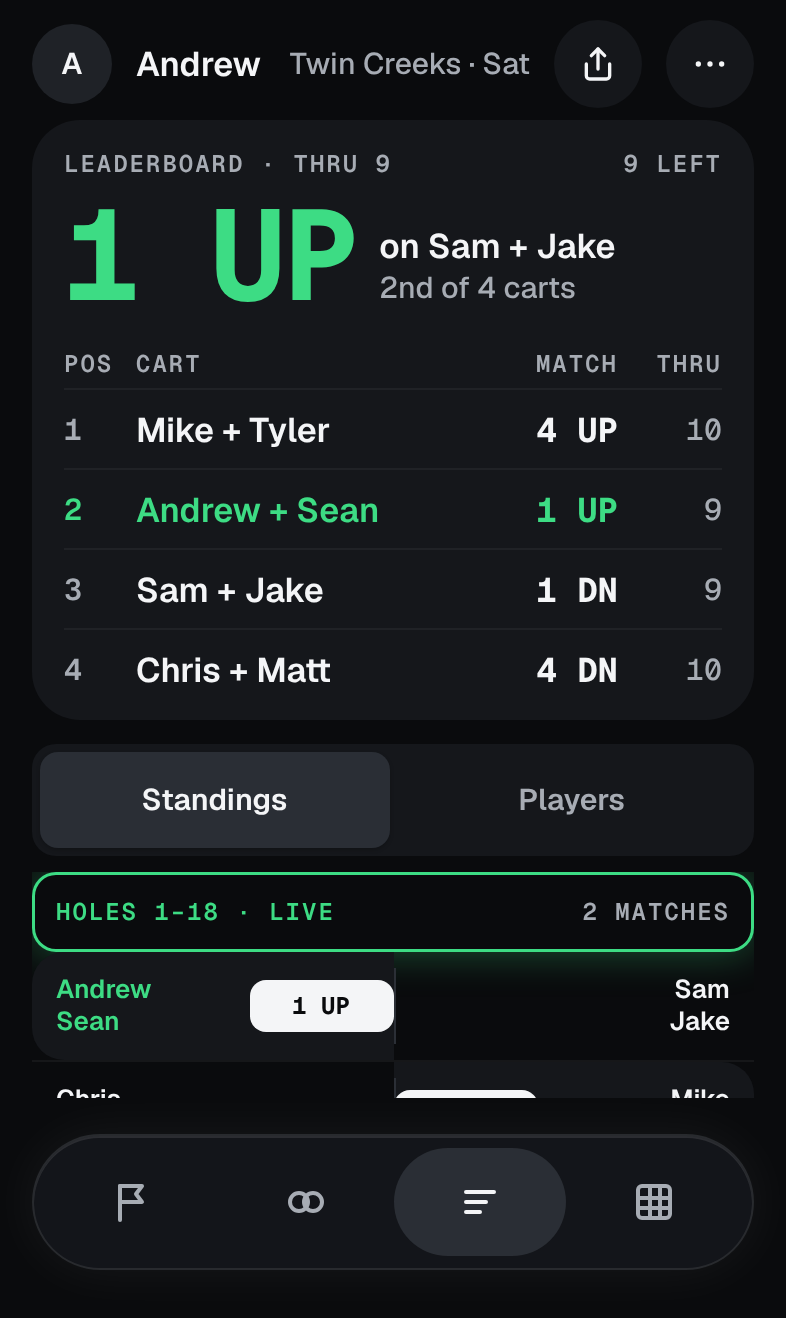 A Andrew Twin Creeks · Sat
LEADERBOARD · THRU 9 9 LEFT
1 UP on Sam + Jake
2nd of 4 carts
POS CART MATCH THRU
1 Mike + Tyler 4 UP 10
2 Andrew + Sean 1 UP 9
3 Sam + Jake 1 DN 9
4 Chris + Matt 4 DN 10
Standings Players
HOLES 1–18 · LIVE 2 MATCHES
Andrew 1 UP Sam
Sean Jake
Chris Mike